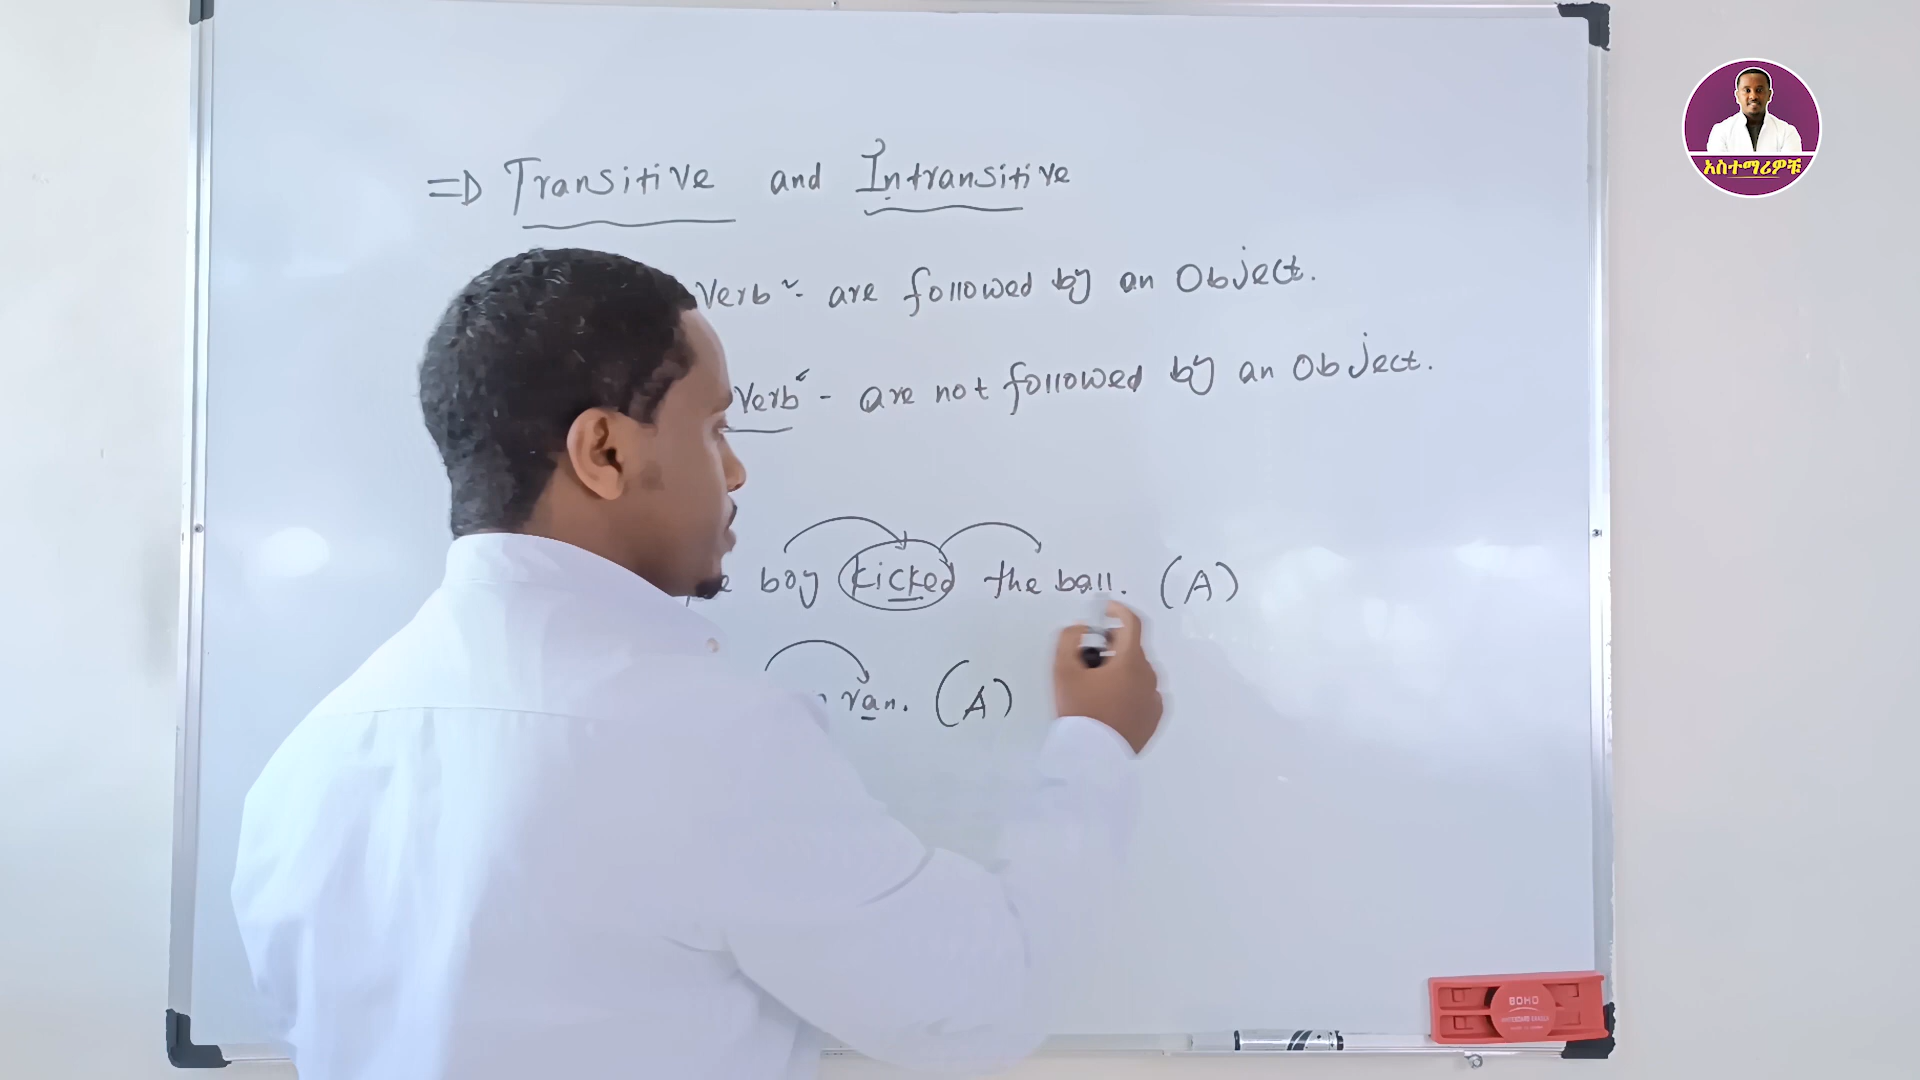 ⇒ Transitive and Intransitive
Verb - are followed by an Object.
Verb - are not followed by an Object.
boy kicked the ball. (A)
ran. (A)
አስተማሪዎቹ
SOHO